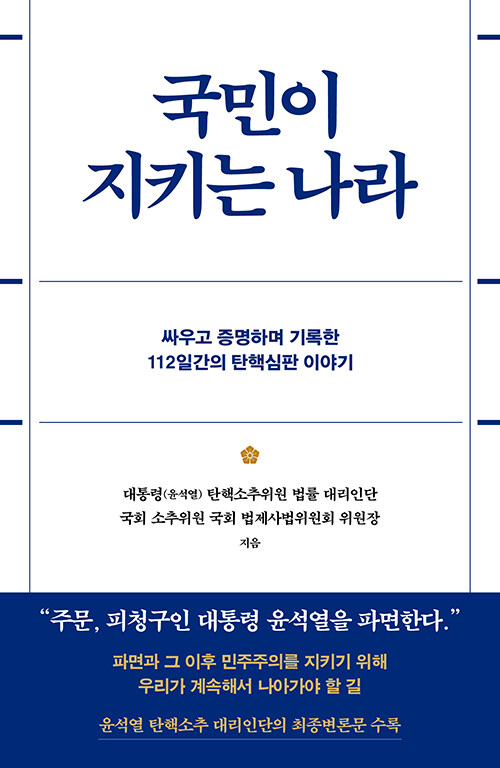 국민이
지키는 나라
싸우고 증명하며 기록한
112일간의 탄핵심판 이야기
대통령(윤석열) 탄핵소추위원 법률 대리인단
국회 소추위원 국회 법제사법위원회 위원장
지음
“주문, 피청구인 대통령 윤석열을 파면한다.”
파면과 그 이후 민주주의를 지키기 위해
우리가 계속해서 나아가야 할 길
윤석열 탄핵소추 대리인단의 최종변론문 수록